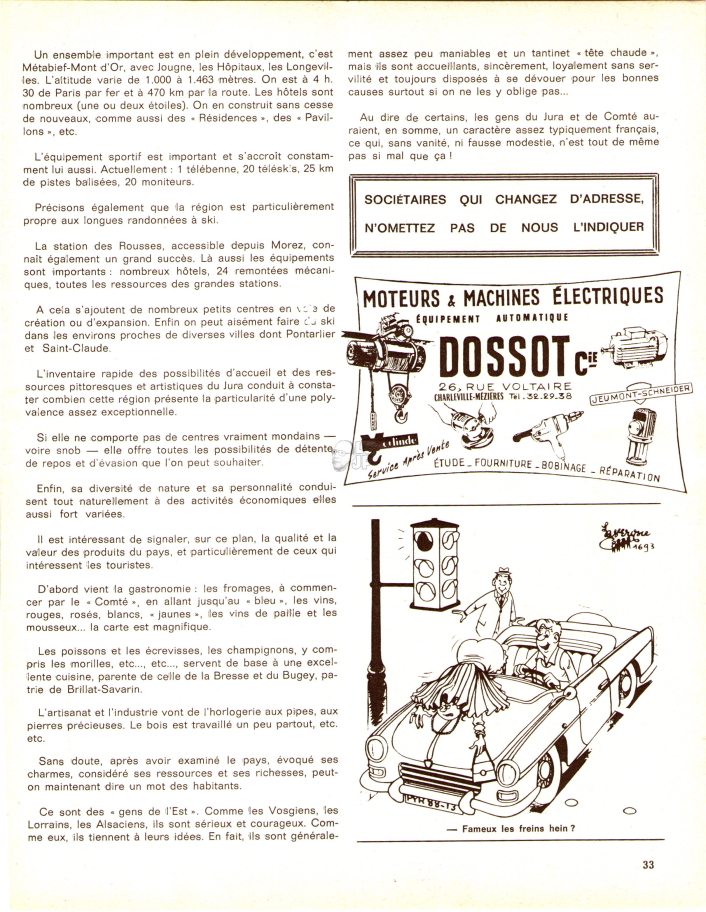 Un ensemble important est en plein développement, c'est
Métabief-Mont d'Or, avec Jougne, les Hôpitaux, les Longevil-
les. L'altitude varie de 1.000 à 1.463 mètres. On est à 4 h.
30 de Paris par fer et à 470 km par la route. Les hôtels sont
nombreux (une ou deux étoiles). On en construit sans cesse
de nouveaux, comme aussi des « Résidences », des « Pavil-
lons », etc.
L'équipement sportif est important et s'accroît constam-
ment lui aussi. Actuellement : 1 télébenne, 20 téléskis, 25 km
de pistes balisées, 20 moniteurs.
Précisons également que la région est particulièrement
propre aux longues randonnées à ski.
La station des Rousses, accessible depuis Morez, con-
naît également un grand succès. Là aussi les équipements
sont importants : nombreux hôtels, 24 remontées mécani-
ques, toutes les ressources des grandes stations.
A cela s'ajoutent de nombreux petits centres en voie de
création ou d'expansion. Enfin on peut aisément faire du ski
dans les environs proches de diverses villes dont Pontarlier
et Saint-Claude.
L'inventaire rapide des possibilités d'accueil et des res-
sources pittoresques et artistiques du Jura conduit à consta-
ter combien cette région présente la particularité d'une poly-
valence assez exceptionnelle.
Si elle ne comporte pas de centres vraiment mondains —
voire snob — elle offre toutes les possibilités de détente,
de repos et d'évasion que l'on peut souhaiter.
Enfin, sa diversité de nature et sa personnalité condui-
sent tout naturellement à des activités économiques elles
aussi fort variées.
Il est intéressant de signaler, sur ce plan, la qualité et la
valeur des produits du pays, et particulièrement de ceux qui
intéressent les touristes.
D'abord vient la gastronomie : les fromages, à commen-
cer par le « Comté », en allant jusqu'au « bleu », les vins,
rouges, rosés, blancs, « jaunes », les vins de paille et les
mousseux... la carte est magnifique.
Les poissons et les écrevisses, les champignons, y com-
pris les morilles, etc..., etc..., servent de base à une excel-
lente cuisine, parente de celle de la Bresse et du Bugey, pa-
trie de Brillat-Savarin.
L'artisanat et l'industrie vont de l'horlogerie aux pipes, aux
pierres précieuses. Le bois est travaillé un peu partout, etc.
etc.
Sans doute, après avoir examiné le pays, évoqué ses
charmes, considéré ses ressources et ses richesses, peut-
on maintenant dire un mot des habitants.
Ce sont des « gens de l'Est ». Comme les Vosgiens, les
Lorrains, les Alsaciens, ils sont sérieux et courageux. Com-
me eux, ils tiennent à leurs idées. En fait, ils sont générale-
ment assez peu maniables et un tantinet « tête chaude »,
mais ils sont accueillants, sincèrement, loyalement sans ser-
vilité et toujours disposés à se dévouer pour les bonnes
causes surtout si on ne les y oblige pas...
Au dire de certains, les gens du Jura et de Comté au-
raient, en somme, un caractère assez typiquement français,
ce qui, sans vanité, ni fausse modestie, n'est tout de même
pas si mal que ça !
SOCIÉTAIRES QUI CHANGEZ D'ADRESSE,
N'OMETTEZ PAS DE NOUS L'INDIQUER
MOTEURS & MACHINES ÉLECTRIQUES
ÉQUIPEMENT AUTOMATIQUE
DOSSOT Cie
26, RUE VOLTAIRE
CHARLEVILLE-MÉZIÈRES Tél. 32.29.38
JEUMONT-SCHNEIDER
Service Après Vente
ÉTUDE _ FOURNITURE _ BOBINAGE _ RÉPARATION
Lavergne
1693
PYR 88-73
— Fameux les freins hein ?
33